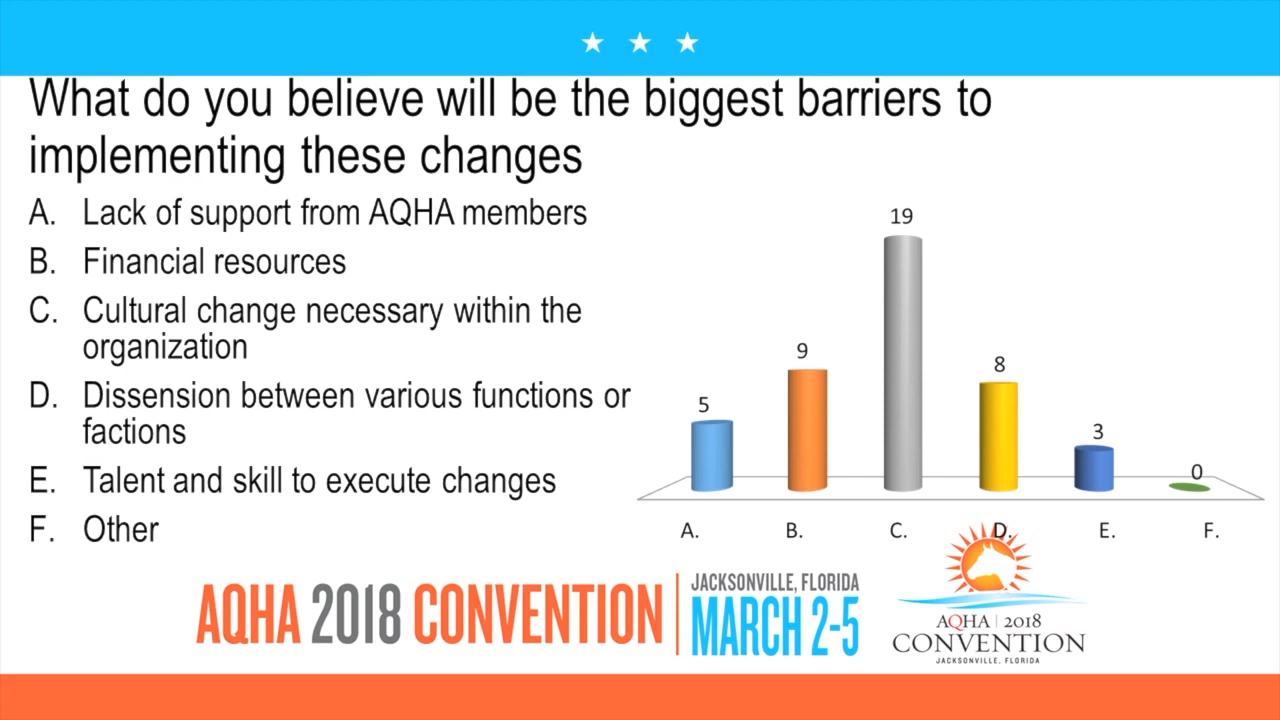 What do you believe will be the biggest barriers to
implementing these changes
A. Lack of support from AQHA members
B. Financial resources
C. Cultural change necessary within the
organization
D. Dissension between various functions or
factions
E. Talent and skill to execute changes
F. Other
5
9
19
8
3
0
A.
B.
C.
D.
E.
F.
AQHA 2018 CONVENTION
JACKSONVILLE, FLORIDA
MARCH 2-5
AQHA | 2018
CONVENTION
JACKSONVILLE, FLORIDA